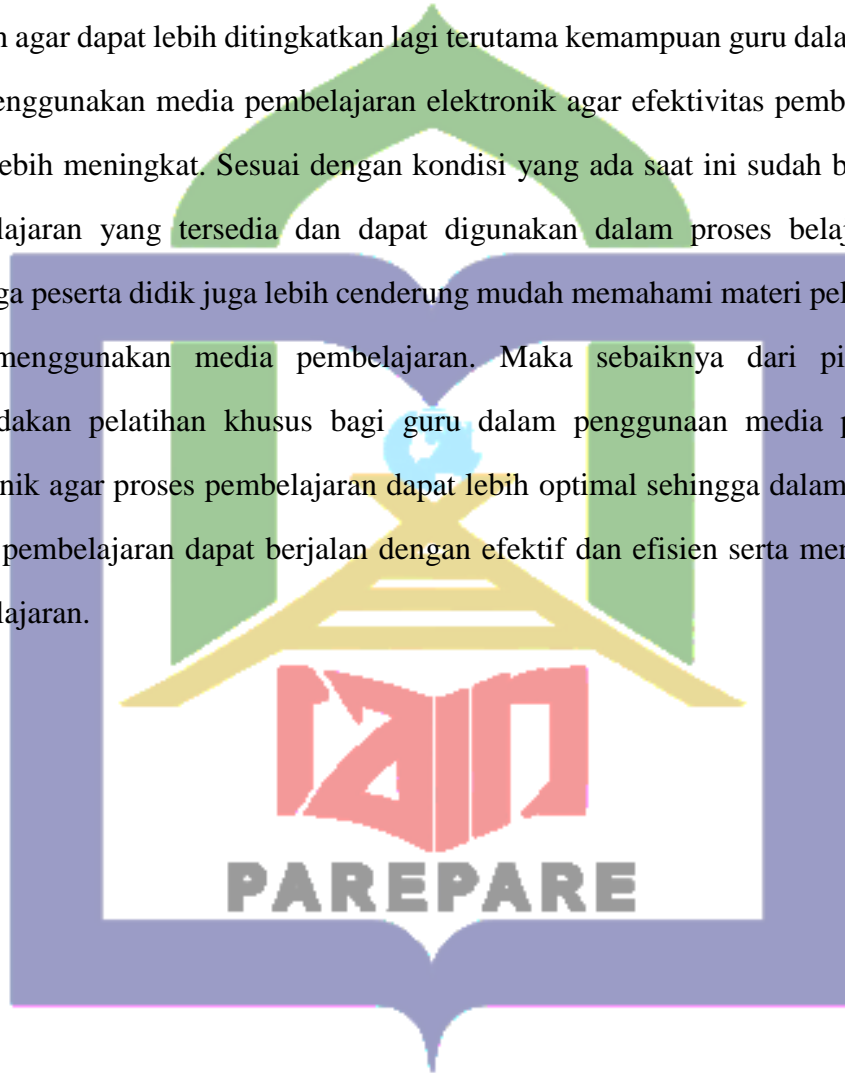 n agar dapat lebih ditingkatkan lagi terutama kemampuan guru dala
enggunakan media pembelajaran elektronik agar efektivitas pemb
ebih meningkat. Sesuai dengan kondisi yang ada saat ini sudah b
lajaran yang tersedia dan dapat digunakan dalam proses belaj
ga peserta didik juga lebih cenderung mudah memahami materi pel
menggunakan media pembelajaran. Maka sebaiknya dari pi
dakan pelatihan khusus bagi guru dalam penggunaan media p
nik agar proses pembelajaran dapat lebih optimal sehingga dalam
pembelajaran dapat berjalan dengan efektif dan efisien serta mer
lajaran.
iain
PAREPARE